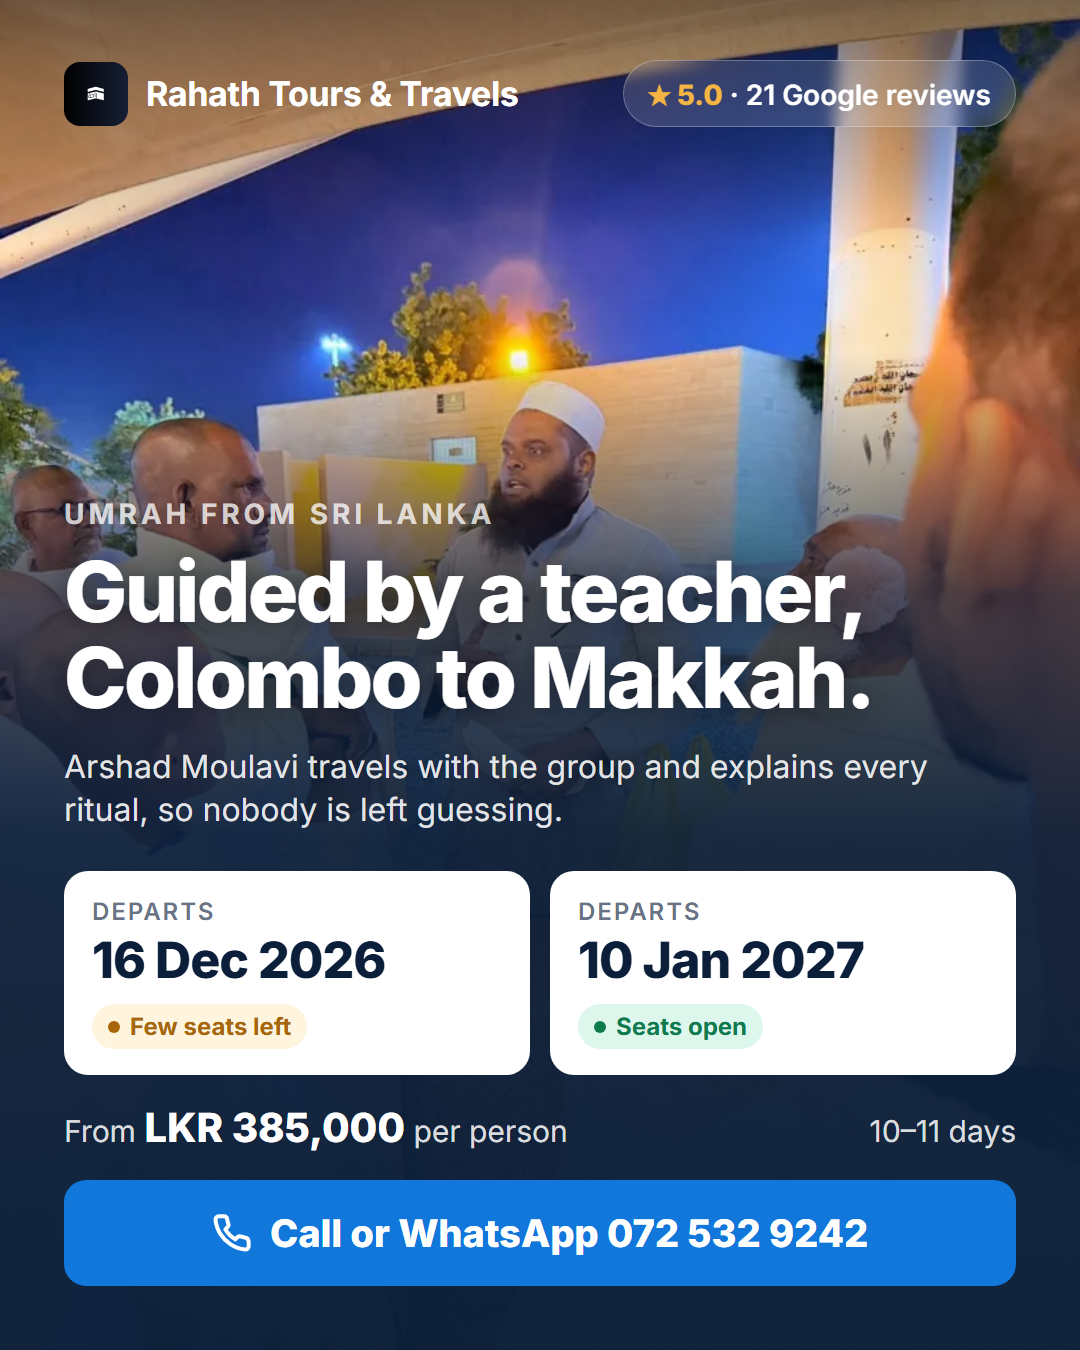 Rahath Tours & Travels
★ 5.0 · 21 Google reviews
UMRAH FROM SRI LANKA
Guided by a teacher,
Colombo to Makkah.
Arshad Moulavi travels with the group and explains every
ritual, so nobody is left guessing.
DEPARTS
16 Dec 2026
Few seats left
DEPARTS
10 Jan 2027
Seats open
From LKR 385,000 per person
10–11 days
Call or WhatsApp 072 532 9242